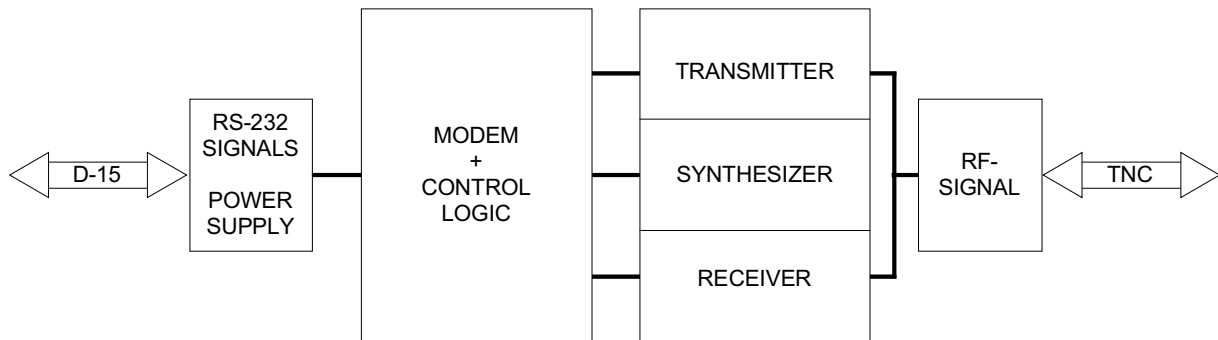 D-15
RS-232
SIGNALS
POWER
SUPPLY
MODEM
+
CONTROL
LOGIC
TRANSMITTER
SYNTHESIZER
RECEIVER
RF-
SIGNAL
TNC